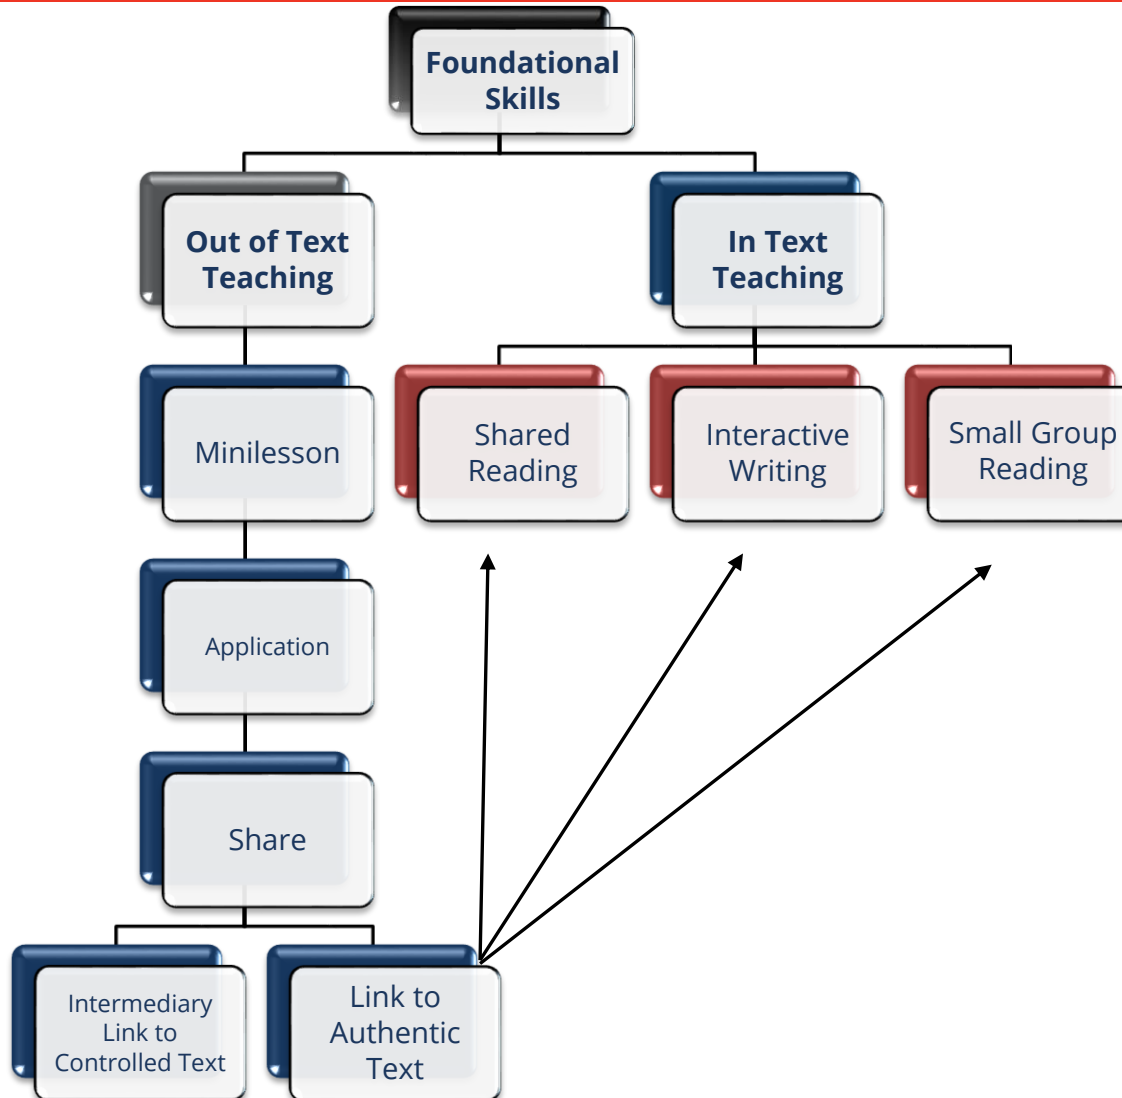 Foundational
Skills
Out of Text
Teaching
In Text
Teaching
Minilesson
Shared
Reading
Interactive
Writing
Small Group
Reading
Application
Share
Intermediary
Link to
Controlled Text
Link to
Authentic
Text